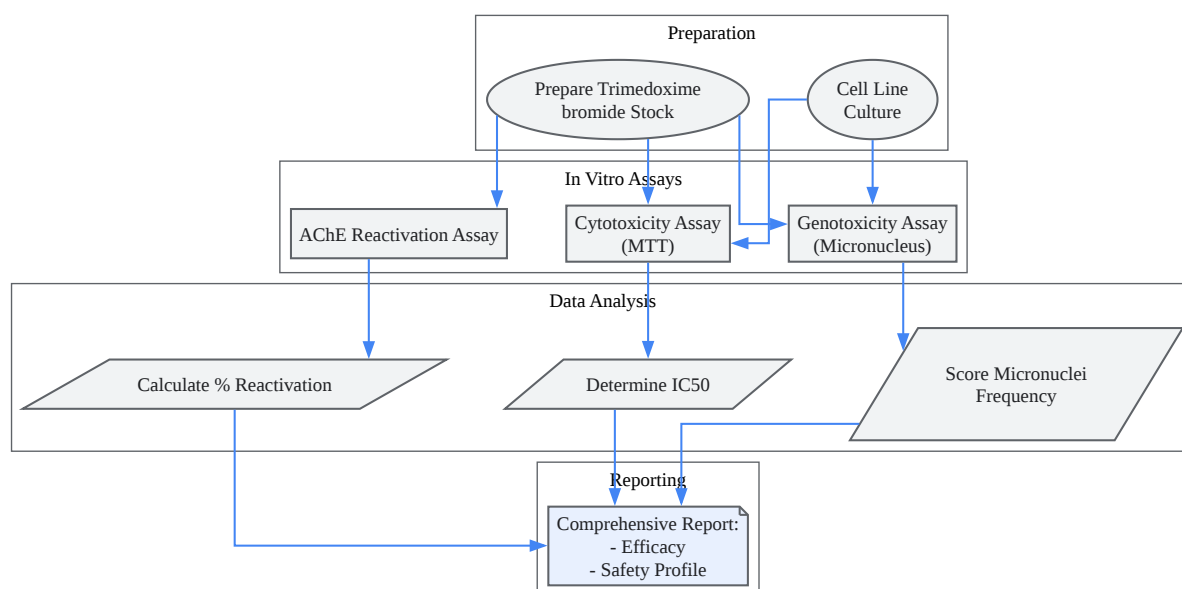 Preparation
Prepare Trimedoxime
bromide Stock
Cell Line
Culture
In Vitro Assays
AChE Reactivation Assay
Cytotoxicity Assay
(MTT)
Genotoxicity Assay
(Micronucleus)
Data Analysis
Calculate % Reactivation
Determine IC50
Score Micronuclei
Frequency
Reporting
Comprehensive Report:
- Efficacy
- Safety Profile